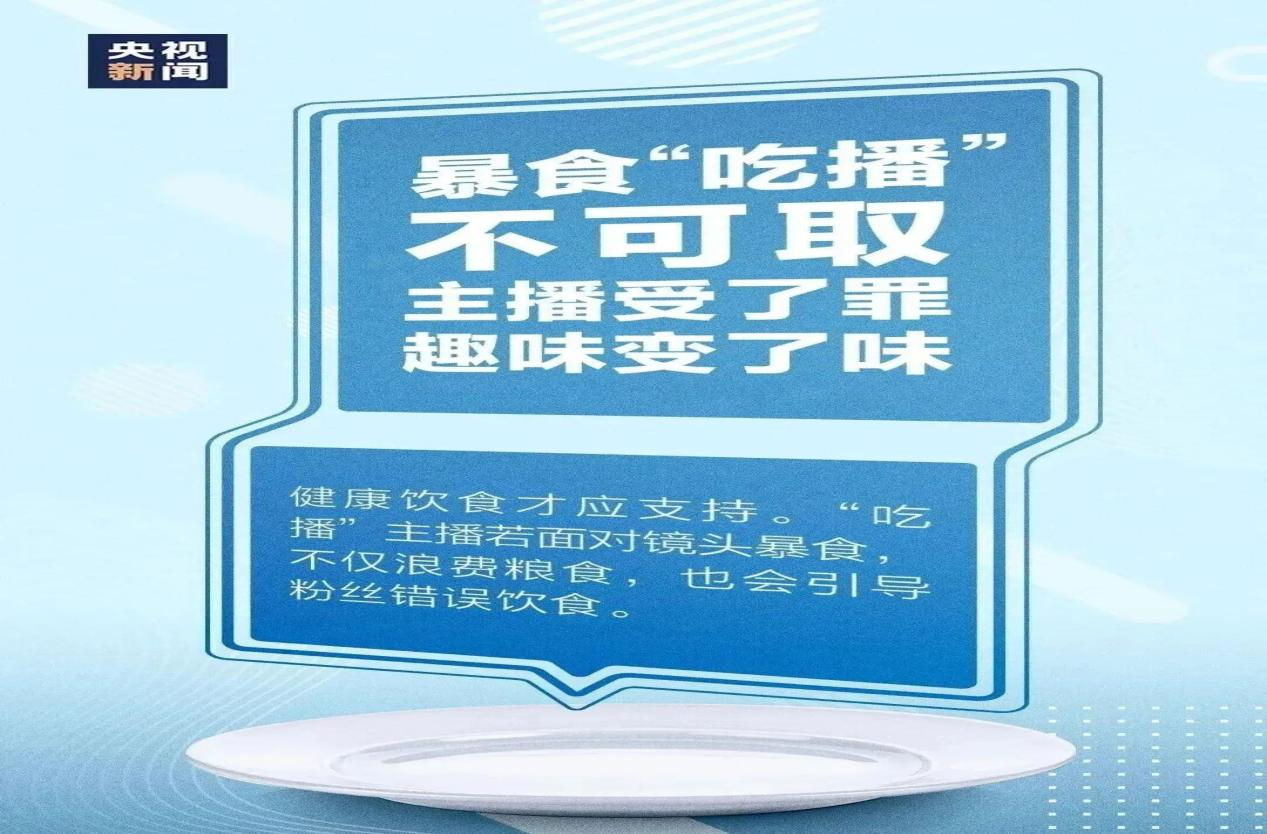 央视
新闻
暴食“吃播”
不可取
主播受了罪
趣味变了味
健康饮食才应支持。“吃
播”主播若面对镜头暴食，
不仅浪费粮食，也会引导
粉丝错误饮食。